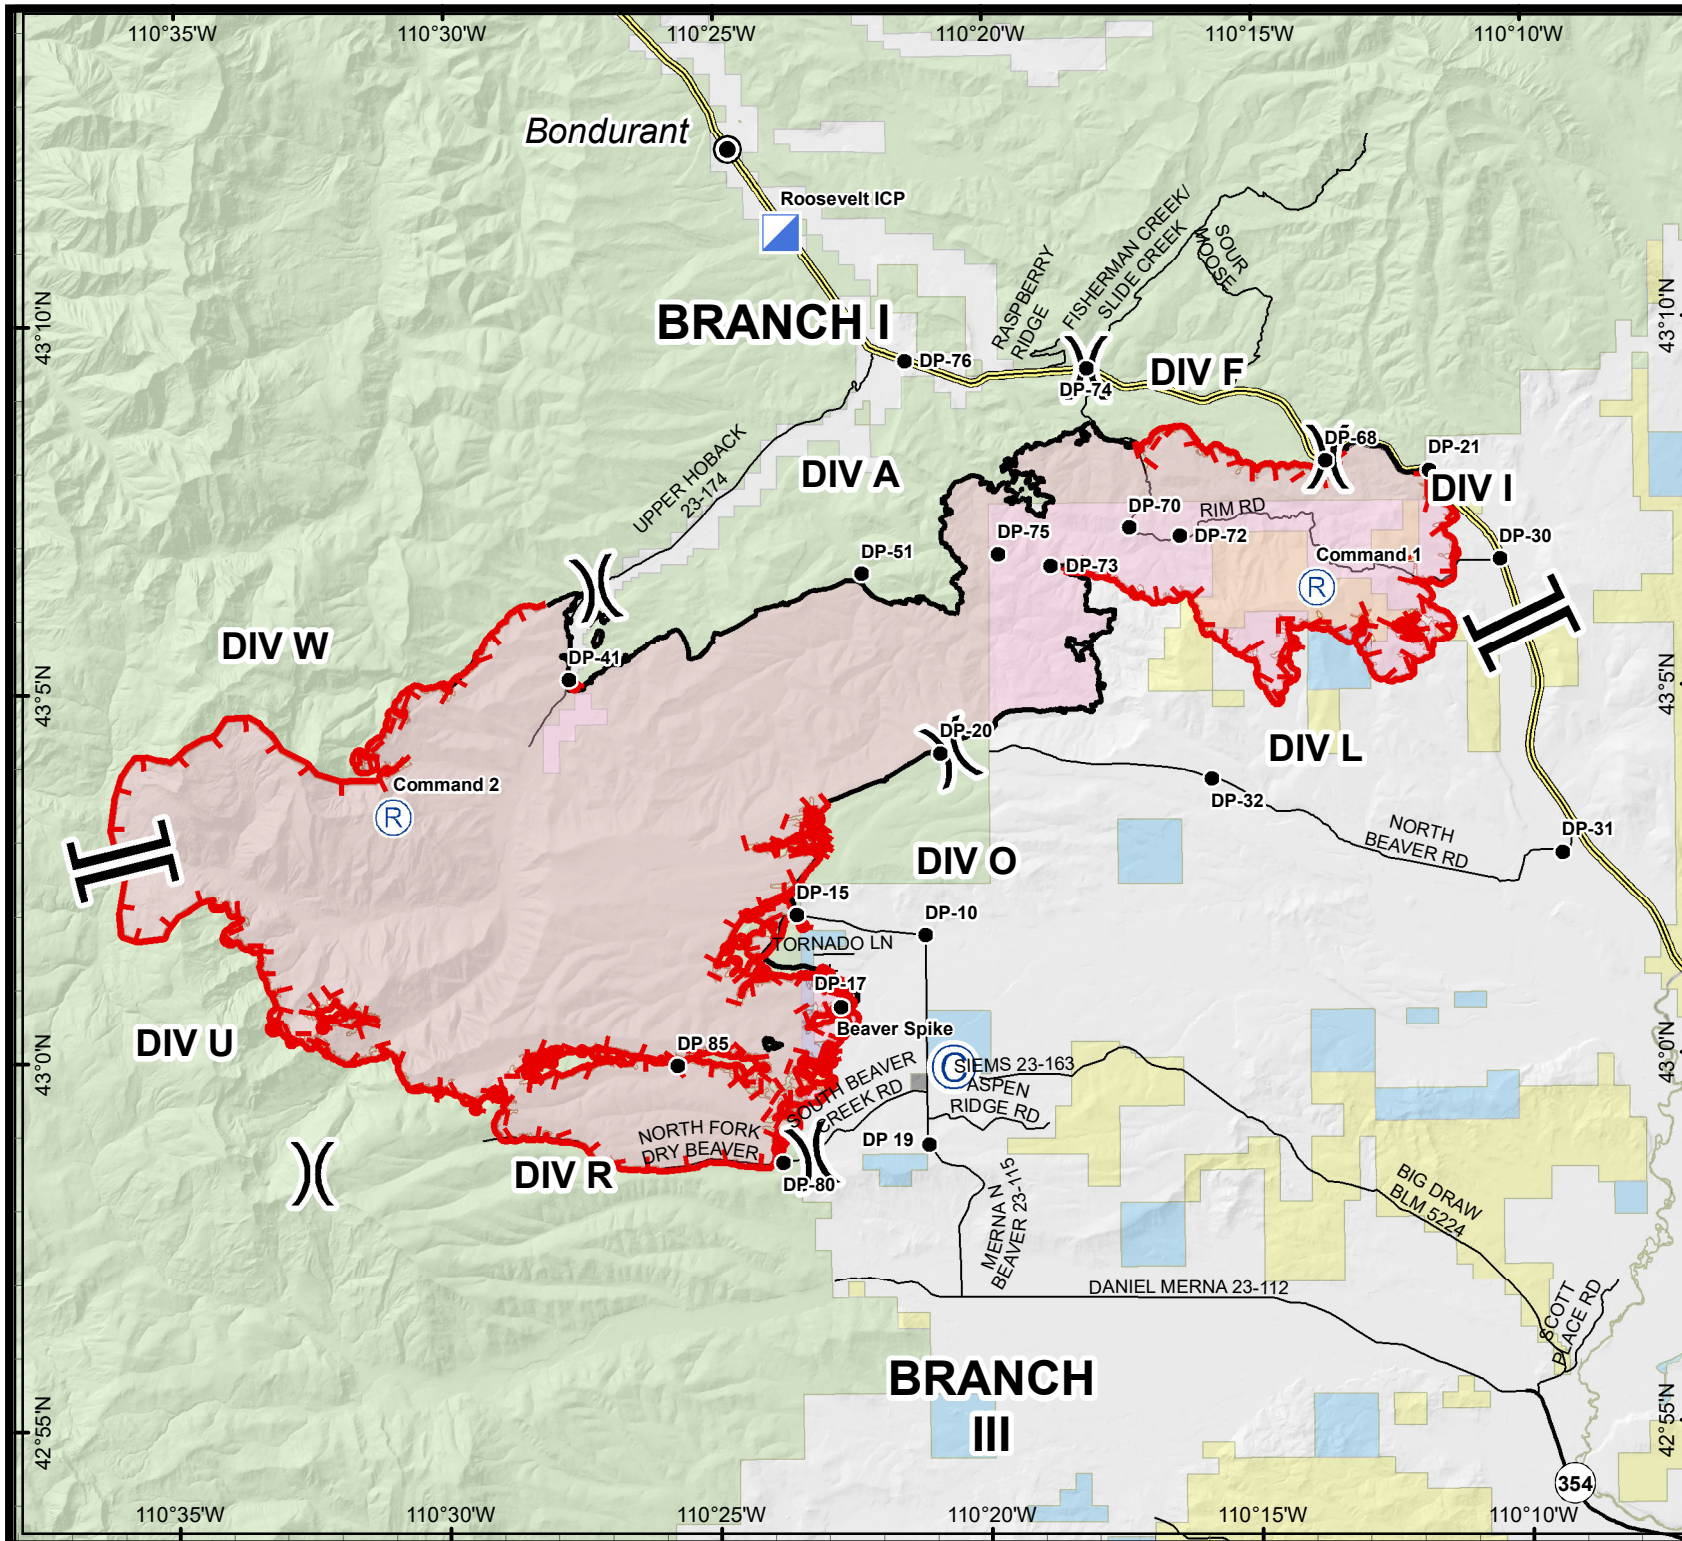 110°35'W
110°30'W
110°25'W
110°20'W
110°15'W
110°10'W
Bondurant
Roosevelt ICP
BRANCH I
43°10'N
43°10'N
RASPBERRY
RIDGE
FISHERMAN CREEK/
SLIDE CREEK
SOUR
MOOSE
DP-76
DP-74
DIV F
UPPER HOBACK
23-174
DIV A
DP-68
DP-21
DIV I
DP-51
DP-75
DP-70
RIM RD
DP-72
DP-30
DP-73
Command 1
R
DIV W
DP-41
43°5'N
43°5'N
DP-20
DIV L
Command 2
R
DP-32
NORTH
BEAVER RD
DP-31
DIV O
DP-15
DP-10
TORNADO LN
DP-17
Beaver Spike
DIV U
DP 85
43°0'N
43°0'N
C
SIEMS 23-163
ASPEN
RIDGE RD
SOUTH BEAVER
CREEK RD
NORTH FORK
DRY BEAVER
DP 19
DIV R
DP-80
MERNA N
BEAVER 23-115
BIG DRAW
BLM 5224
DANIEL MERNA 23-112
SCOTT
PLACE RD
BRANCH
III
42°55'N
42°55'N
354
110°35'W
110°30'W
110°25'W
110°20'W
110°15'W
110°10'W